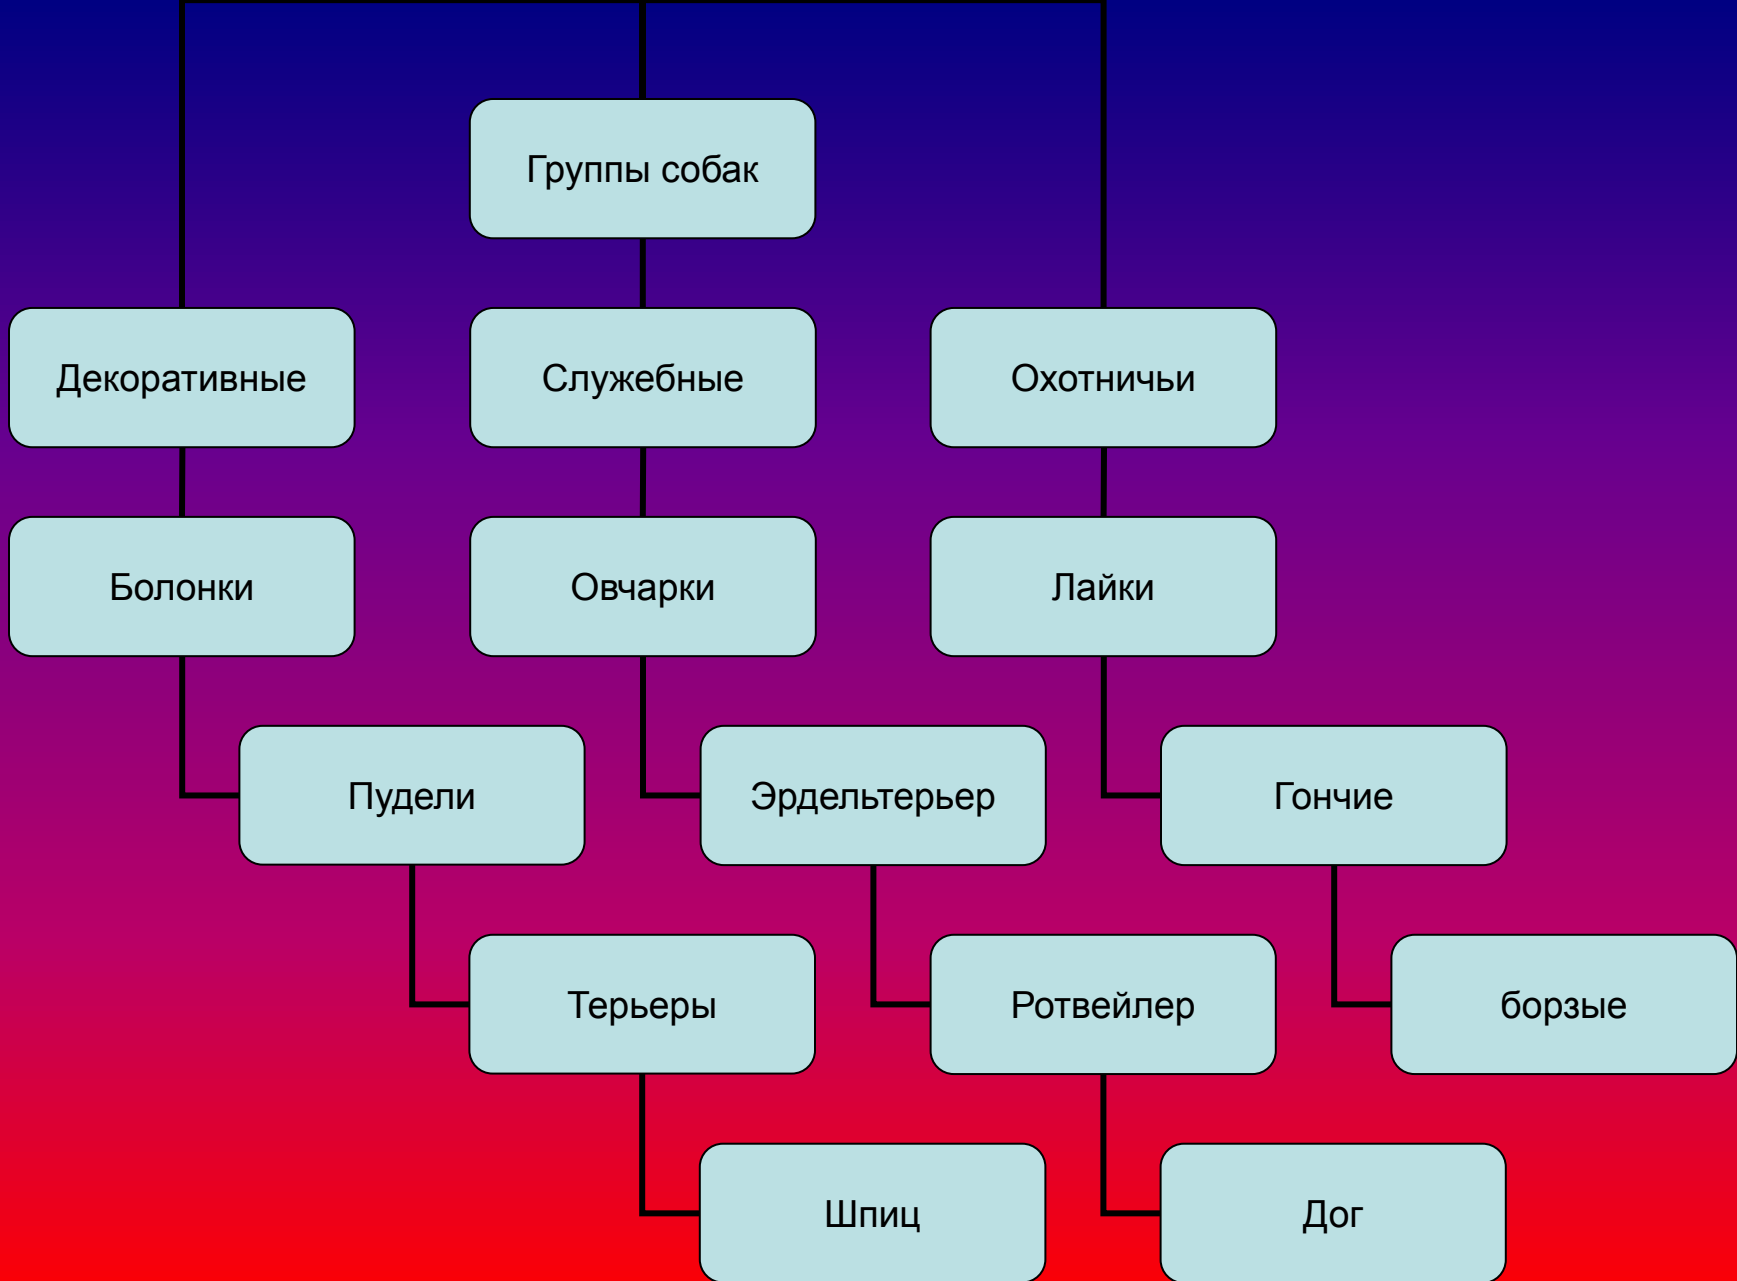 Группы собак
Декоративные
Служебные
Охотничьи
Болонки
Овчарки
Лайки
Пудели
Эрдельтерьер
Гончие
Терьеры
Ротвейлер
борзые
Шпиц
Дог